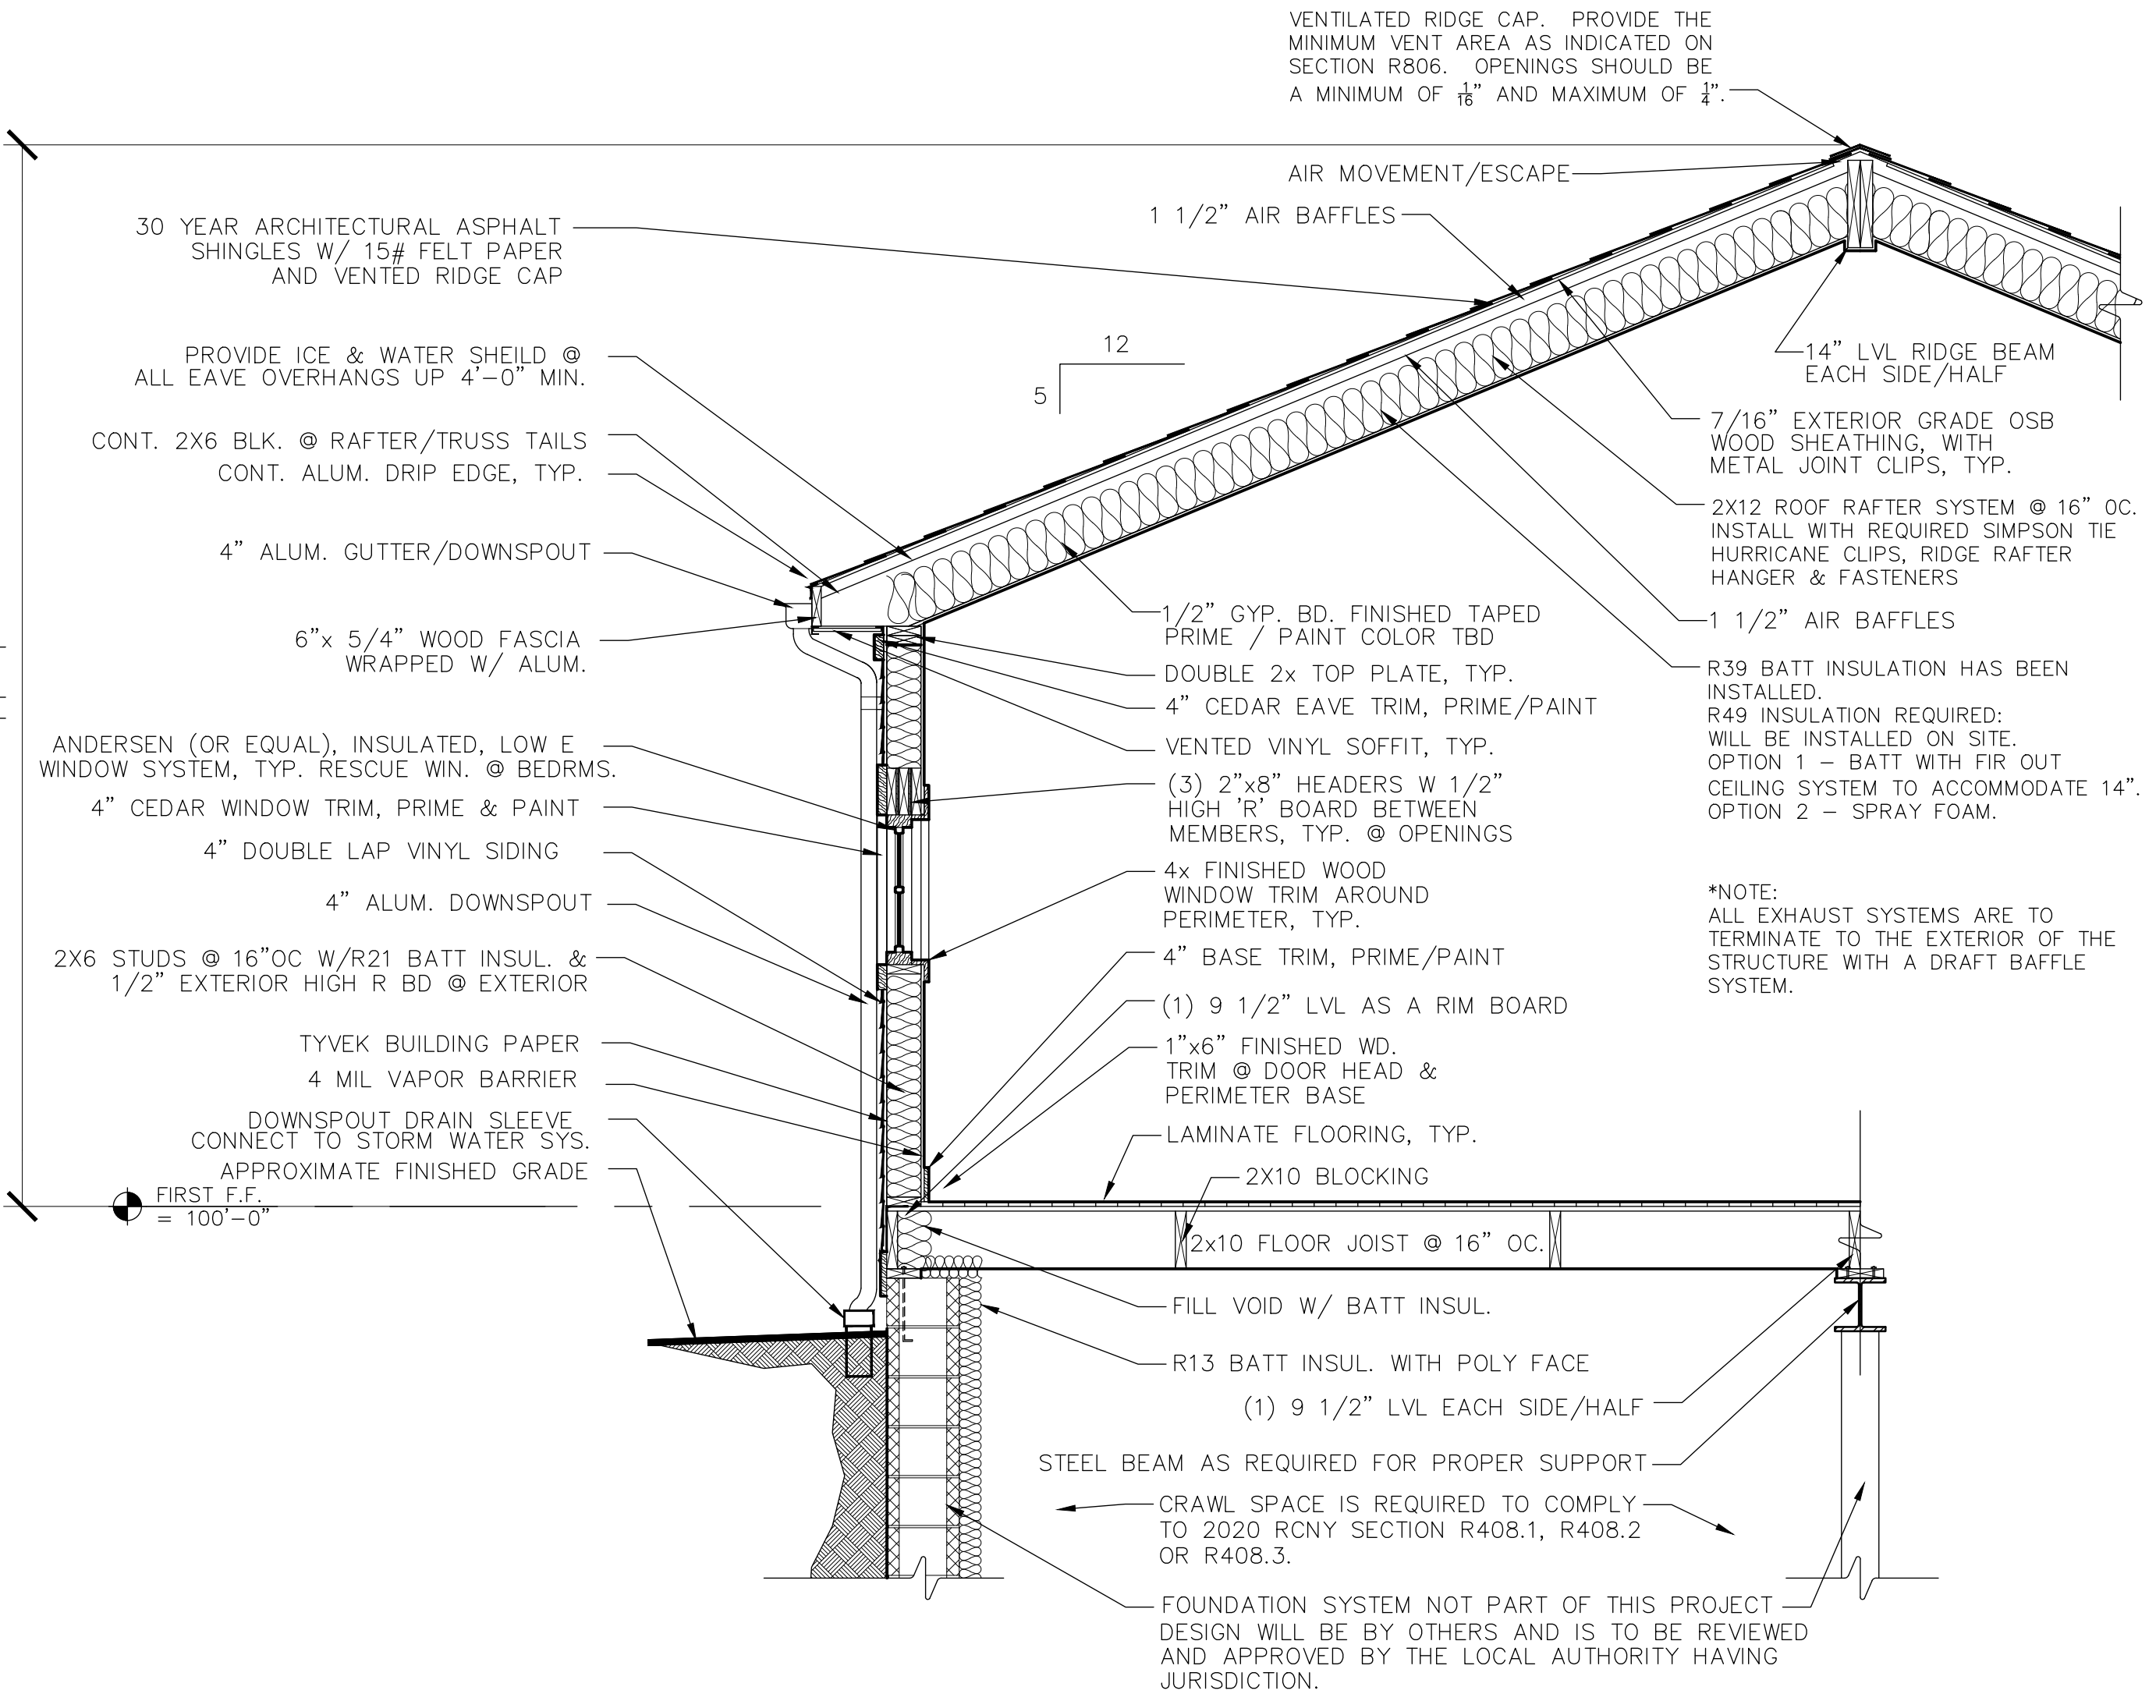 VENTILATED RIDGE CAP. PROVIDE THE
MINIMUM VENT AREA AS INDICATED ON
SECTION R806. OPENINGS SHOULD BE
A MINIMUM OF 1/16" AND MAXIMUM OF 1/4".
AIR MOVEMENT/ESCAPE
1 1/2" AIR BAFFLES
30 YEAR ARCHITECTURAL ASPHALT
SHINGLES W/ 15# FELT PAPER
AND VENTED RIDGE CAP
PROVIDE ICE & WATER SHEILD @
ALL EAVE OVERHANGS UP 4'-0" MIN.
CONT. 2X6 BLK. @ RAFTER/TRUSS TAILS
CONT. ALUM. DRIP EDGE, TYP.
4" ALUM. GUTTER/DOWNSPOUT
6"x 5/4" WOOD FASCIA
WRAPPED W/ ALUM.
ANDERSEN (OR EQUAL), INSULATED, LOW E
WINDOW SYSTEM, TYP. RESCUE WIN. @ BEDRMS.
4" CEDAR WINDOW TRIM, PRIME & PAINT
4" DOUBLE LAP VINYL SIDING
4" ALUM. DOWNSPOUT
2X6 STUDS @ 16"OC W/R21 BATT INSUL. &
1/2" EXTERIOR HIGH R BD @ EXTERIOR
TYVEK BUILDING PAPER
4 MIL VAPOR BARRIER
DOWNSPOUT DRAIN SLEEVE
CONNECT TO STORM WATER SYS.
APPROXIMATE FINISHED GRADE
FIRST F.F.
= 100'-0"
12
5
14" LVL RIDGE BEAM
EACH SIDE/HALF
7/16" EXTERIOR GRADE OSB
WOOD SHEATHING, WITH
METAL JOINT CLIPS, TYP.
2X12 ROOF RAFTER SYSTEM @ 16" OC.
INSTALL WITH REQUIRED SIMPSON TIE
HURRICANE CLIPS, RIDGE RAFTER
HANGER & FASTENERS
1 1/2" AIR BAFFLES
R39 BATT INSULATION HAS BEEN
INSTALLED.
R49 INSULATION REQUIRED:
WILL BE INSTALLED ON SITE.
OPTION 1 – BATT WITH FIR OUT
CEILING SYSTEM TO ACCOMMODATE 14".
OPTION 2 – SPRAY FOAM.
*NOTE:
ALL EXHAUST SYSTEMS ARE TO
TERMINATE TO THE EXTERIOR OF THE
STRUCTURE WITH A DRAFT BAFFLE
SYSTEM.
1/2" GYP. BD. FINISHED TAPED
PRIME / PAINT COLOR TBD
DOUBLE 2x TOP PLATE, TYP.
4" CEDAR EAVE TRIM, PRIME/PAINT
VENTED VINYL SOFFIT, TYP.
(3) 2"x8" HEADERS W 1/2"
HIGH 'R' BOARD BETWEEN
MEMBERS, TYP. @ OPENINGS
4x FINISHED WOOD
WINDOW TRIM AROUND
PERIMETER, TYP.
4" BASE TRIM, PRIME/PAINT
(1) 9 1/2" LVL AS A RIM BOARD
1"x6" FINISHED WD.
TRIM @ DOOR HEAD &
PERIMETER BASE
LAMINATE FLOORING, TYP.
2X10 BLOCKING
2x10 FLOOR JOIST @ 16" OC.
FILL VOID W/ BATT INSUL.
R13 BATT INSUL. WITH POLY FACE
(1) 9 1/2" LVL EACH SIDE/HALF
STEEL BEAM AS REQUIRED FOR PROPER SUPPORT
CRAWL SPACE IS REQUIRED TO COMPLY
TO 2020 RCNY SECTION R408.1, R408.2
OR R408.3.
FOUNDATION SYSTEM NOT PART OF THIS PROJECT
DESIGN WILL BE BY OTHERS AND IS TO BE REVIEWED
AND APPROVED BY THE LOCAL AUTHORITY HAVING
JURISDICTION.